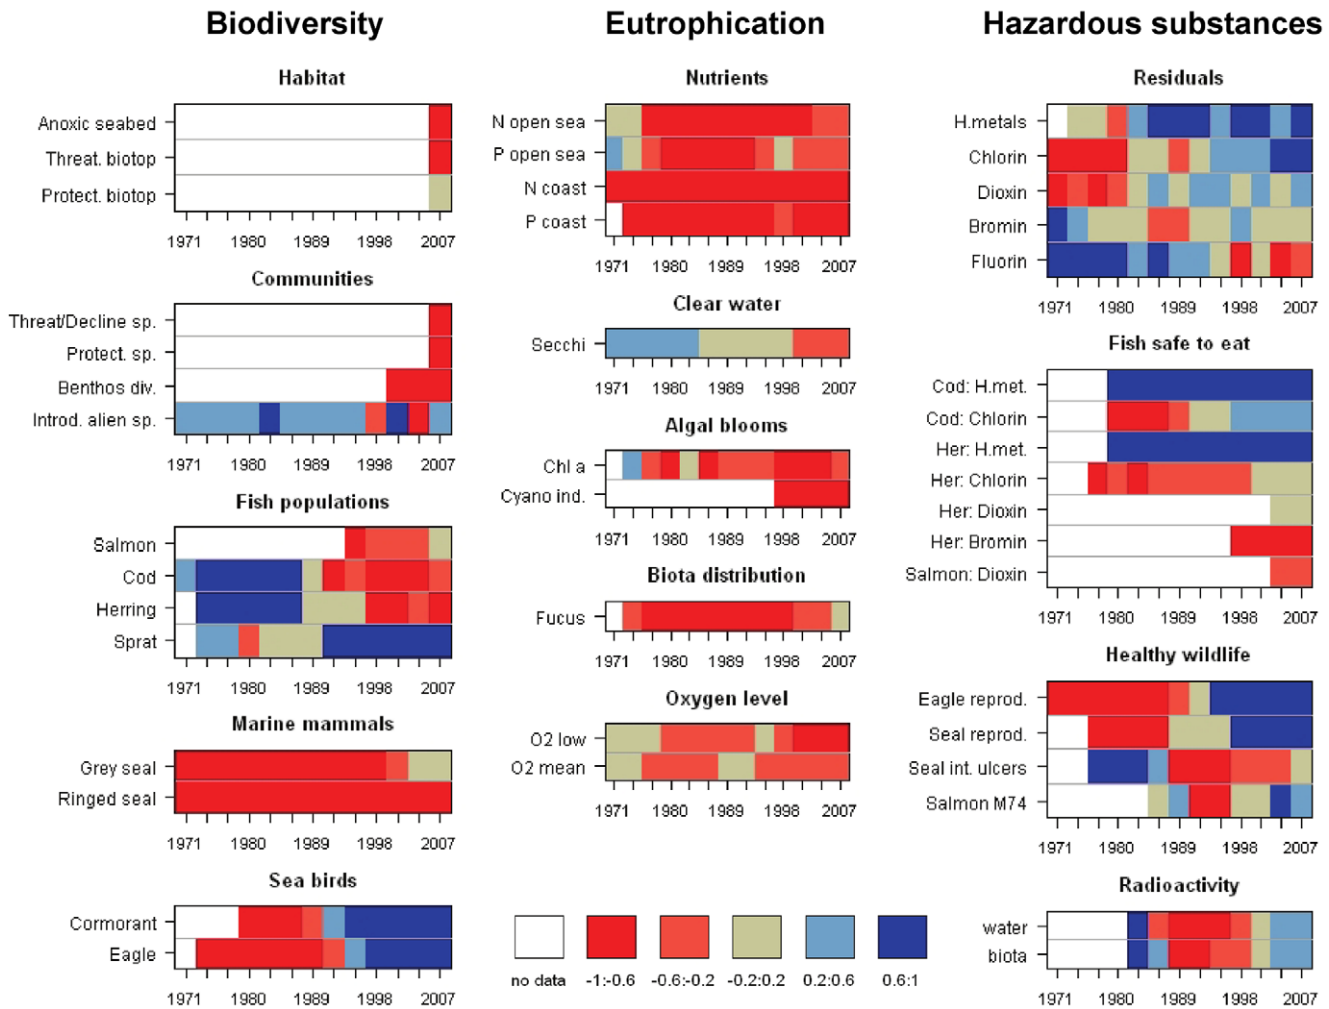 Biodiversity
Habitat
Anoxic seabed
Threat. biotop
Protect. biotop
1971 1980 1989 1998 2007
Communities
Threat/Decline sp.
Protect. sp.
Benthos div.
Introd. alien sp.
1971 1980 1989 1998 2007
Fish populations
Salmon
Cod
Herring
Sprat
1971 1980 1989 1998 2007
Marine mammals
Grey seal
Ringed seal
1971 1980 1989 1998 2007
Sea birds
Cormorant
Eagle
1971 1980 1989 1998 2007
Eutrophication
Nutrients
N open sea
P open sea
N coast
P coast
1971 1980 1989 1998 2007
Clear water
Secchi
1971 1980 1989 1998 2007
Algal blooms
Chl a
Cyano ind.
1971 1980 1989 1998 2007
Biota distribution
Fucus
1971 1980 1989 1998 2007
Oxygen level
O2 low
O2 mean
1971 1980 1989 1998 2007
no data -1:-0.6 -0.6:-0.2 -0.2:0.2 0.2:0.6 0.6:1
Hazardous substances
Residuals
H.metals
Chlorin
Dioxin
Bromin
Fluorin
1971 1980 1989 1998 2007
Fish safe to eat
Cod: H.met.
Cod: Chlorin
Her: H.met.
Her: Chlorin
Her: Dioxin
Her: Bromin
Salmon: Dioxin
1971 1980 1989 1998 2007
Healthy wildlife
Eagle reprod.
Seal reprod.
Seal int. ulcers
Salmon M74
1971 1980 1989 1998 2007
Radioactivity
water
biota
1971 1980 1989 1998 2007